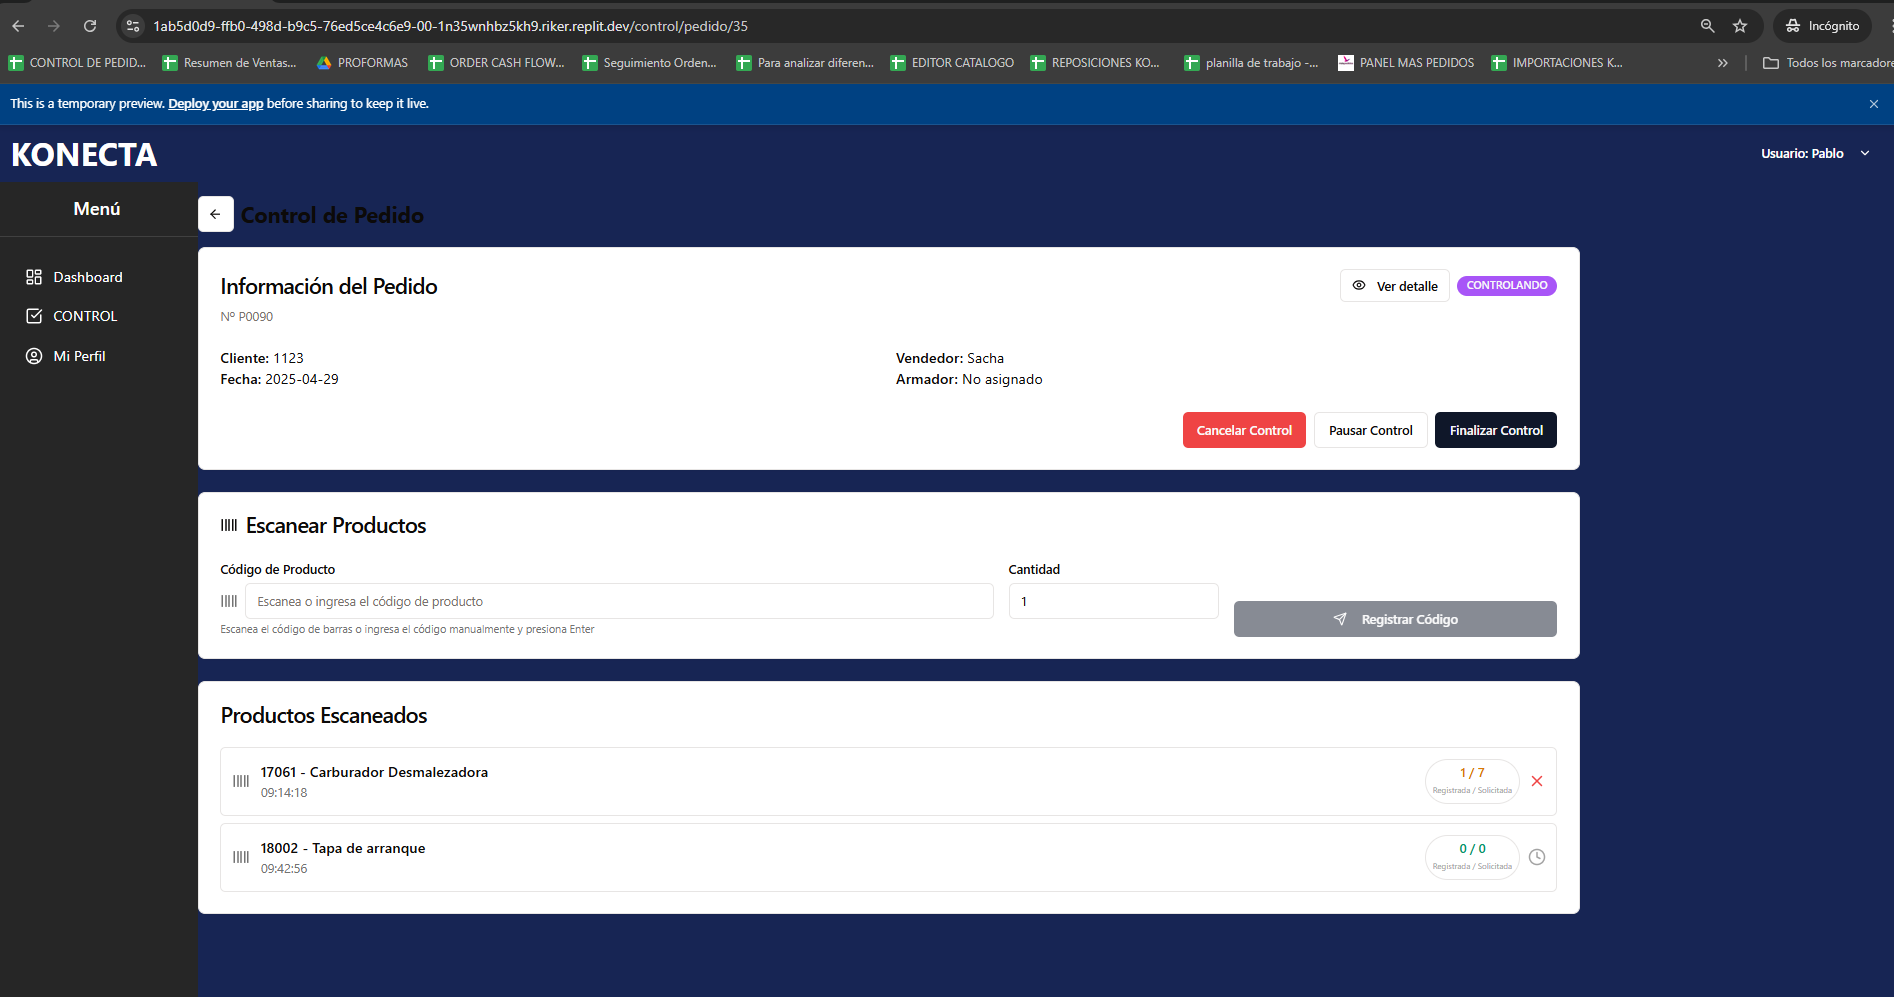 1ab5d0d9-ffb0-498d-b9c5-76ed5ce4c6e9-00-1n35wnhbz5kh9.riker.replit.dev/control/pedido/35
Incógnito
CONTROL DE PEDID...
Resumen de Ventas...
PROFORMAS
ORDER CASH FLOW...
Seguimiento Orden...
Para analizar diferen...
EDITOR CATALOGO
REPOSICIONES KO...
planilla de trabajo -...
PANEL MAS PEDIDOS
IMPORTACIONES K...
Todos los marcadore
This is a temporary preview. Deploy your app before sharing to keep it live.
KONECTA
Usuario: Pablo
Menú
Dashboard
CONTROL
Mi Perfil
Control de Pedido
Información del Pedido
Ver detalle
CONTROLANDO
Nº P0090
Cliente: 1123
Vendedor: Sacha
Fecha: 2025-04-29
Armador: No asignado
Cancelar Control
Pausar Control
Finalizar Control
Escanear Productos
Código de Producto
Cantidad
Escanea o ingresa el código de producto
1
Registrar Código
Escanea el código de barras o ingresa el código manualmente y presiona Enter
Productos Escaneados
17061 - Carburador Desmalezadora
09:14:18
1 / 7
Registrada / Solicitada
18002 - Tapa de arranque
09:42:56
0 / 0
Registrada / Solicitada